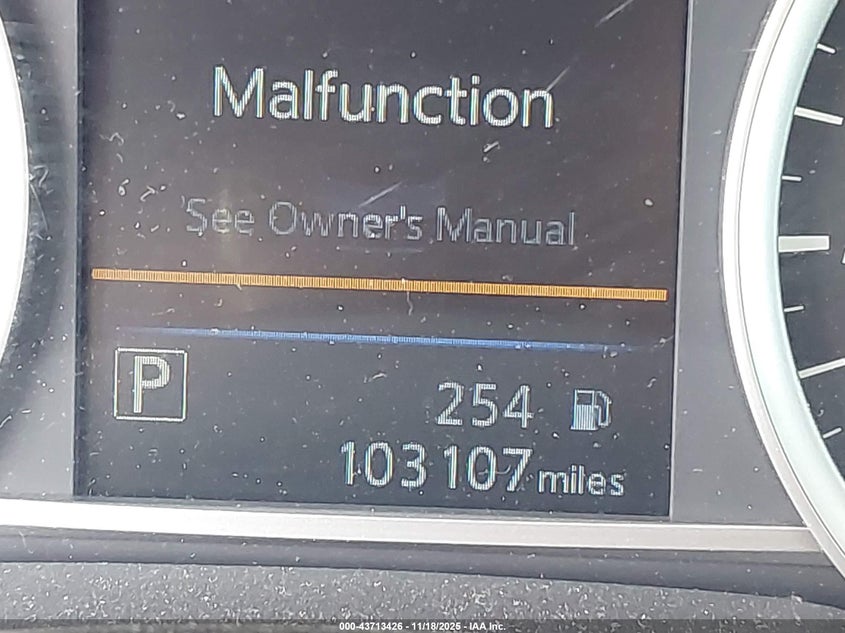 Malfunction
See Owner's Manual
P
254
103107 miles
000-43713426 - 11/18/2025 - IAA Inc.